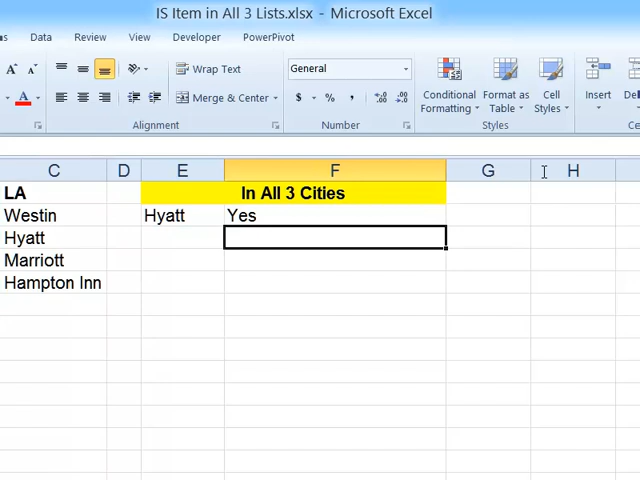 IS Item in All 3 Lists.xlsx - Microsoft Excel
s Data Review View Developer PowerPivot
A A Wrap Text General Conditional Format as Cell Insert
A Merge & Center $ % , .00 Formatting Table Styles
Alignment Number Styles
C D E F G H
LA In All 3 Cities
Westin Hyatt Yes
Hyatt
Marriott
Hampton Inn